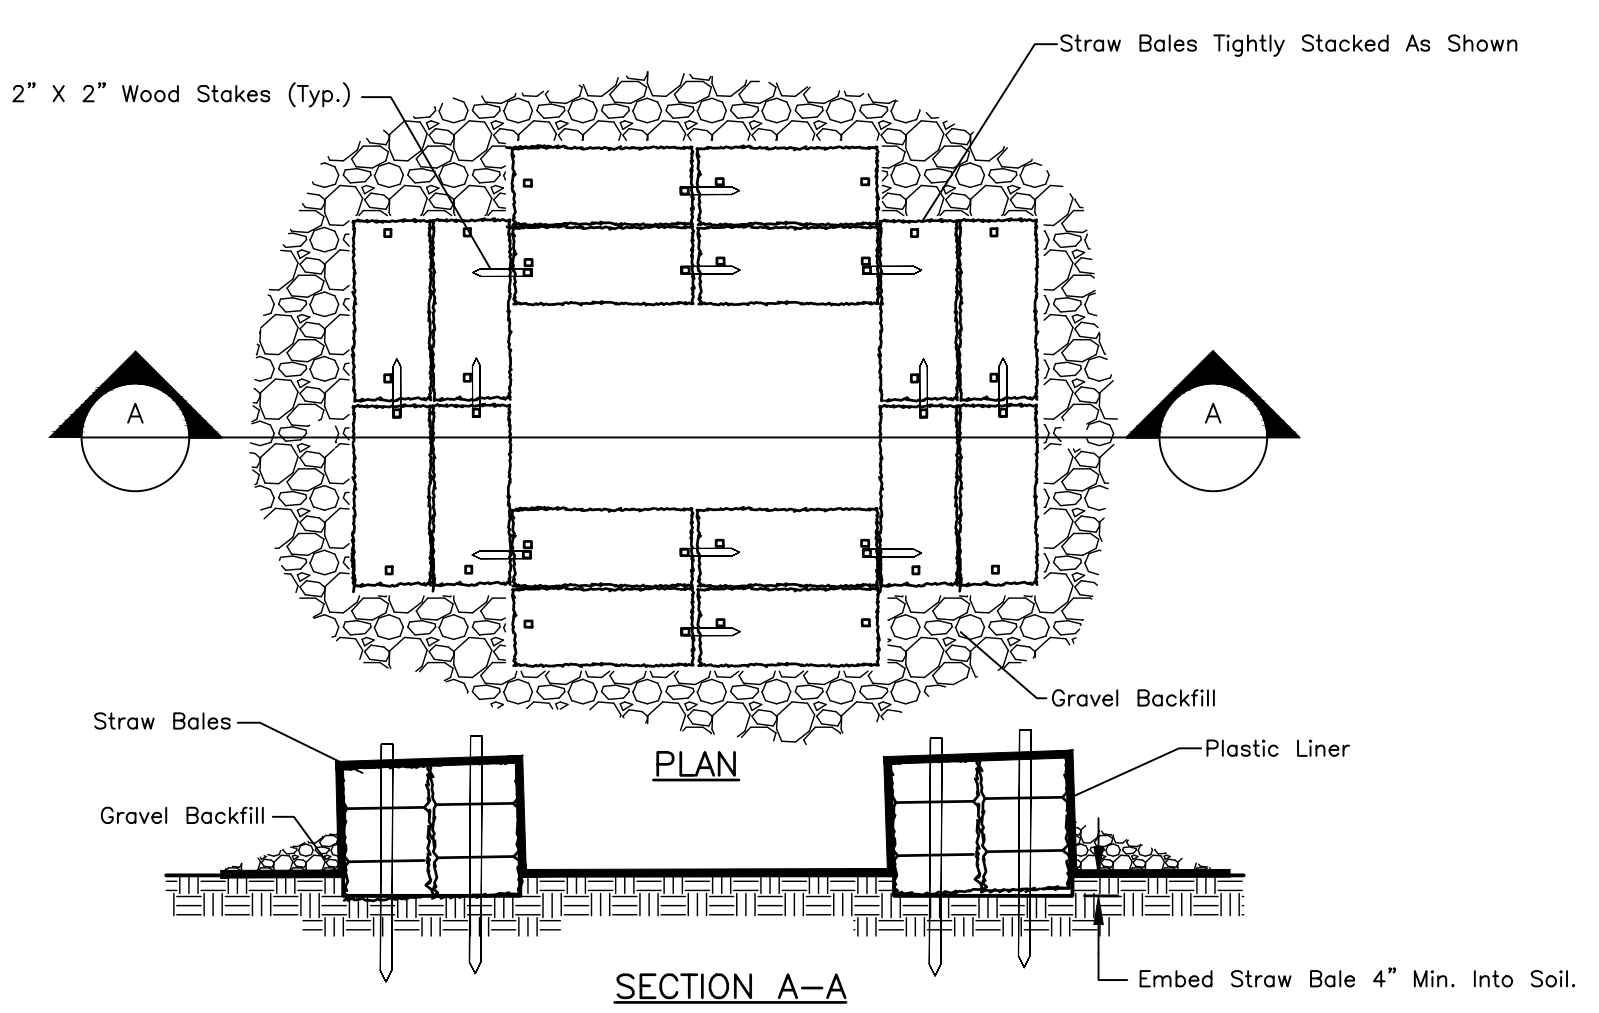 Straw Bales Tightly Stacked As Shown
2” X 2” Wood Stakes (Typ.)
A
A
Gravel Backfill
Straw Bales
PLAN
Plastic Liner
Gravel Backfill
Embed Straw Bale 4” Min. Into Soil.
SECTION A–A